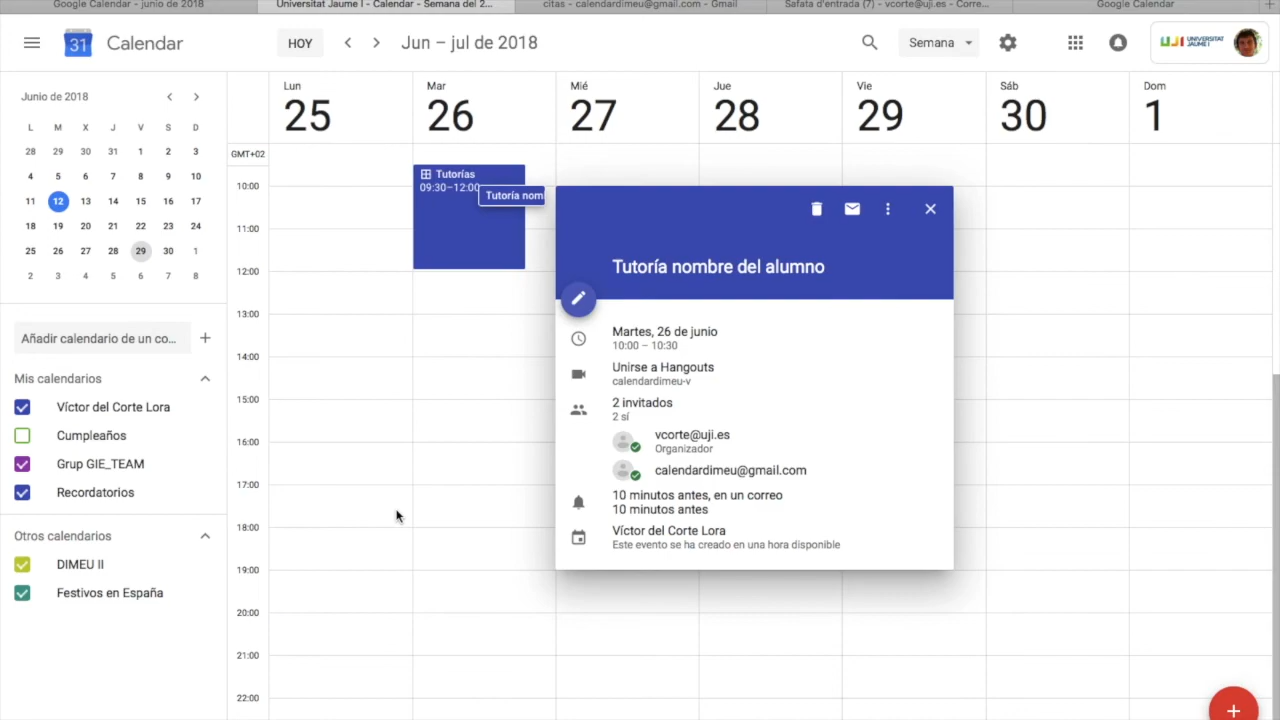 Google Calendar - junio de 2018
Universitat Jaume I - Calendar - Semana del 2...
citas - calendardimeu@gmail.com - Gmail
Safata d'entrada (7) - vcorte@uji.es - Corre...
Google Calendar
31
Calendar
HOY
Jun – jul de 2018
Semana
UJI UNIVERSITAT JAUME I
Junio de 2018
L M X J V S D
28 29 30 31 1 2 3
4 5 6 7 8 9 10
11 12 13 14 15 16 17
18 19 20 21 22 23 24
25 26 27 28 29 30 1
2 3 4 5 6 7 8
Añadir calendario de un co...
Mis calendarios
Víctor del Corte Lora
Cumpleaños
Grup GIE_TEAM
Recordatorios
Otros calendarios
DIMEU II
Festivos en España
Lun Mar Mié Jue Vie Sáb Dom
25 26 27 28 29 30 1
GMT+02
10:00
11:00
12:00
13:00
14:00
15:00
16:00
17:00
18:00
19:00
20:00
21:00
22:00
Tutorías
09:30–12:00
Tutoría nom
Tutoría nombre del alumno
Martes, 26 de junio
10:00 – 10:30
Unirse a Hangouts
calendardimeu-v
2 invitados
2 sí
vcorte@uji.es
Organizador
calendardimeu@gmail.com
10 minutos antes, en un correo
10 minutos antes
Víctor del Corte Lora
Este evento se ha creado en una hora disponible